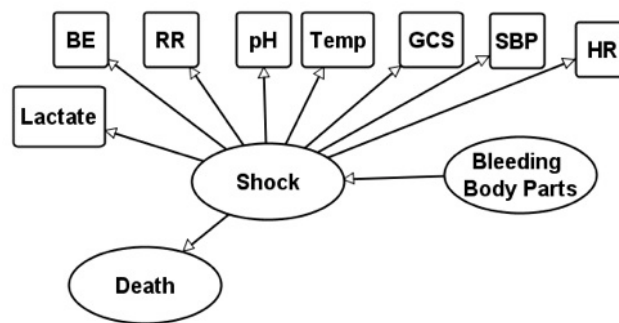 BE
RR
pH
Temp
GCS
SBP
HR
Lactate
Shock
Bleeding
Body Parts
Death